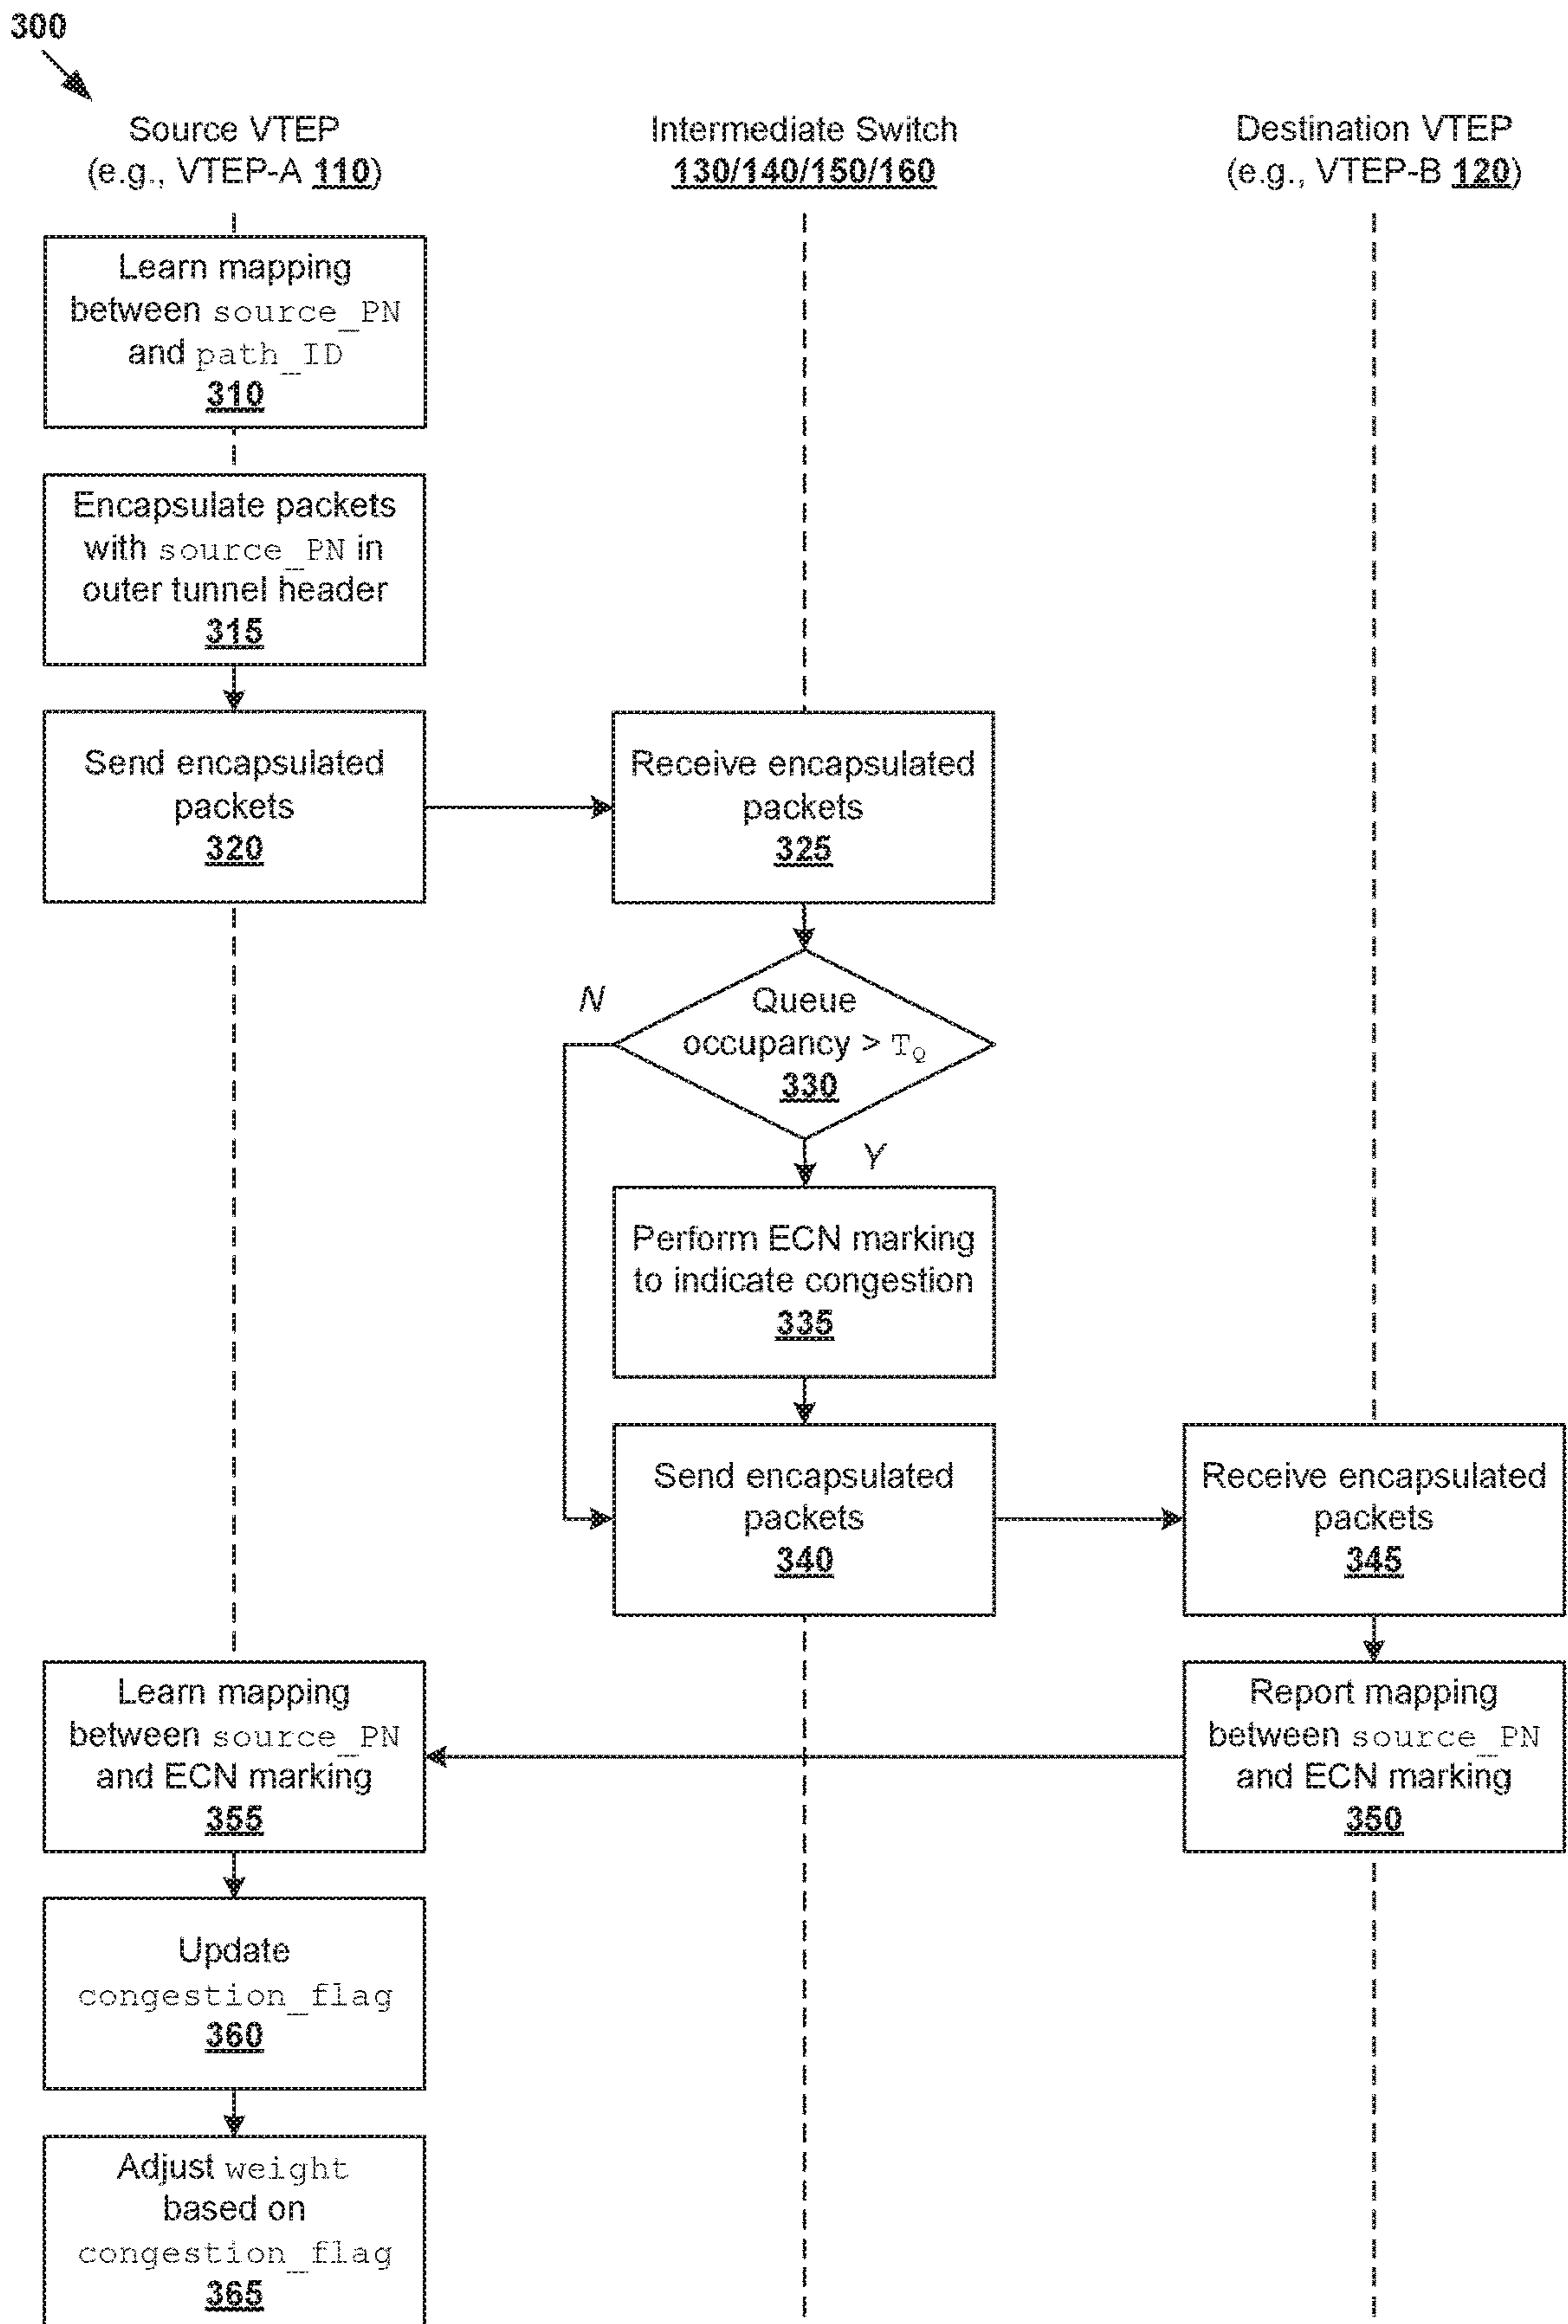 300
Source VTEP
(e.g., VTEP-A 110)
Intermediate Switch
130/140/150/160
Destination VTEP
(e.g., VTEP-B 120)
Learn mapping
between source_PN
and path_ID
310
Encapsulate packets
with source_PN in
outer tunnel header
315
Send encapsulated
packets
320
Receive encapsulated
packets
325
Queue
occupancy > TQ
330
N
Y
Perform ECN marking
to indicate congestion
335
Send encapsulated
packets
340
Receive encapsulated
packets
345
Report mapping
between source_PN
and ECN marking
350
Learn mapping
between source_PN
and ECN marking
355
Update
congestion_flag
360
Adjust weight
based on
congestion_flag
365